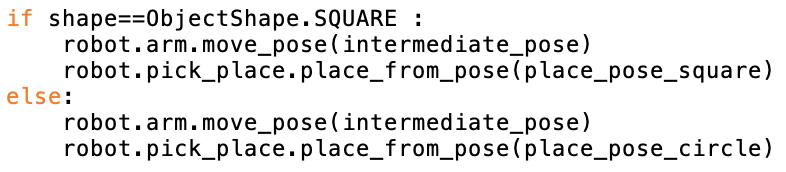 if shape==ObjectShape.SQUARE :
    robot.arm.move_pose(intermediate_pose)
    robot.pick_place.place_from_pose(place_pose_square)
else:
    robot.arm.move_pose(intermediate_pose)
    robot.pick_place.place_from_pose(place_pose_circle)